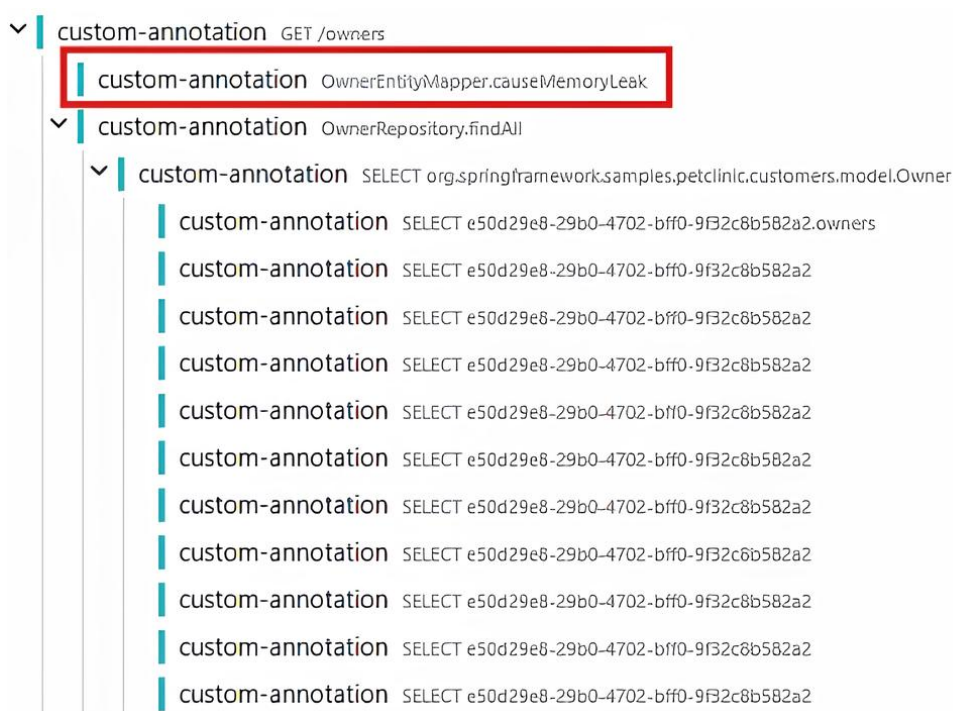 custom-annotation GET /owners
custom-annotation OwnerEntityMapper.causeMemoryLeak
custom-annotation OwnerRepository.findAll
custom-annotation SELECT org.springframework.samples.petclinic.customers.model.Owner
custom-annotation SELECT e50d29e8-29b0-4702-bff0-9f32c8b582a2.owners
custom-annotation SELECT e50d29e8-29b0-4702-bff0-9f32c8b582a2
custom-annotation SELECT e50d29e8-29b0-4702-bff0-9f32c8b582a2
custom-annotation SELECT e50d29e8-29b0-4702-bff0-9f32c8b582a2
custom-annotation SELECT e50d29e8-29b0-4702-bff0-9f32c8b582a2
custom-annotation SELECT e50d29e8-29b0-4702-bff0-9f32c8b582a2
custom-annotation SELECT e50d29e8-29b0-4702-bff0-9f32c8b582a2
custom-annotation SELECT e50d29e8-29b0-4702-bff0-9f32c8b582a2
custom-annotation SELECT e50d29e8-29b0-4702-bff0-9f32c8b582a2
custom-annotation SELECT e50d29e8-29b0-4702-bff0-9f32c8b582a2
custom-annotation SELECT e50d29e8-29b0-4702-bff0-9f32c8b582a2